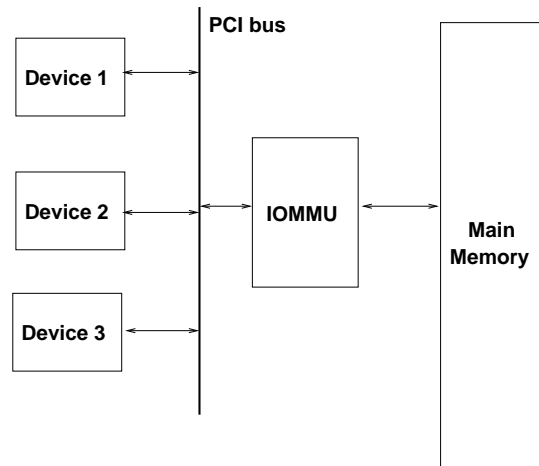 PCI bus
Device 1
Device 2
IOMMU
Main
Memory
Device 3